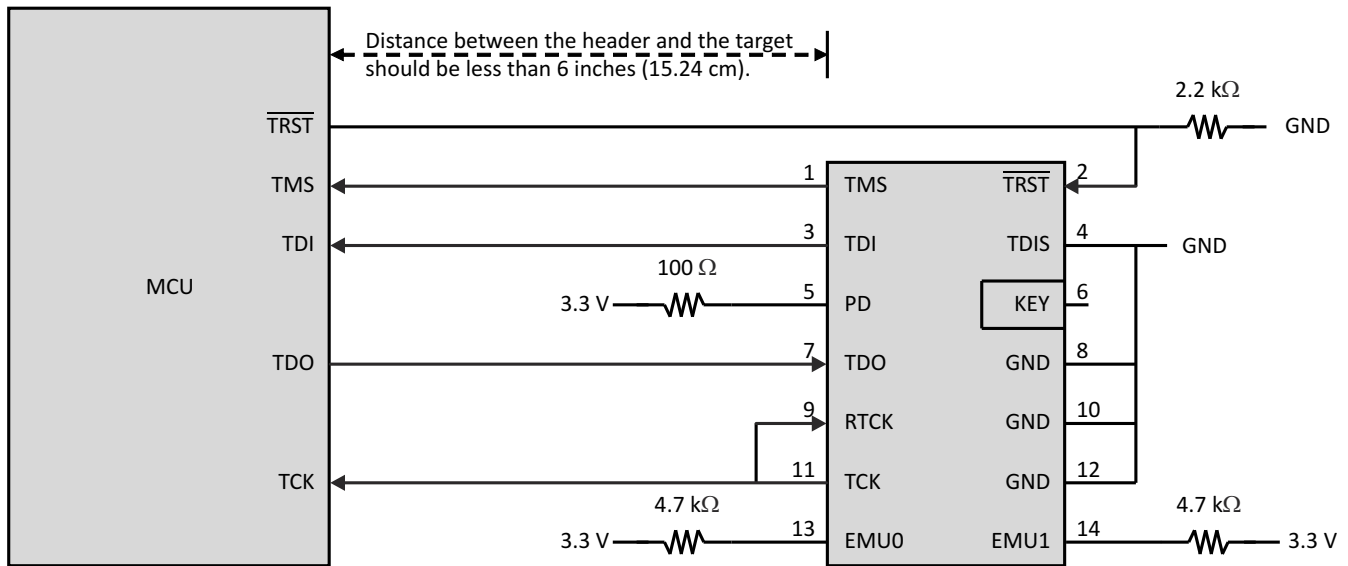 Distance between the header and the target
should be less than 6 inches (15.24 cm).
2.2 kΩ
TRST
GND
TMS
1
TMS
TRST
2
TDI
3
TDI
TDIS
4
GND
MCU
100 Ω
3.3 V
5
PD
KEY
6
TDO
7
TDO
GND
8
9
RTCK
GND
10
TCK
11
TCK
GND
12
4.7 kΩ
4.7 kΩ
3.3 V
13
EMU0
EMU1
14
3.3 V